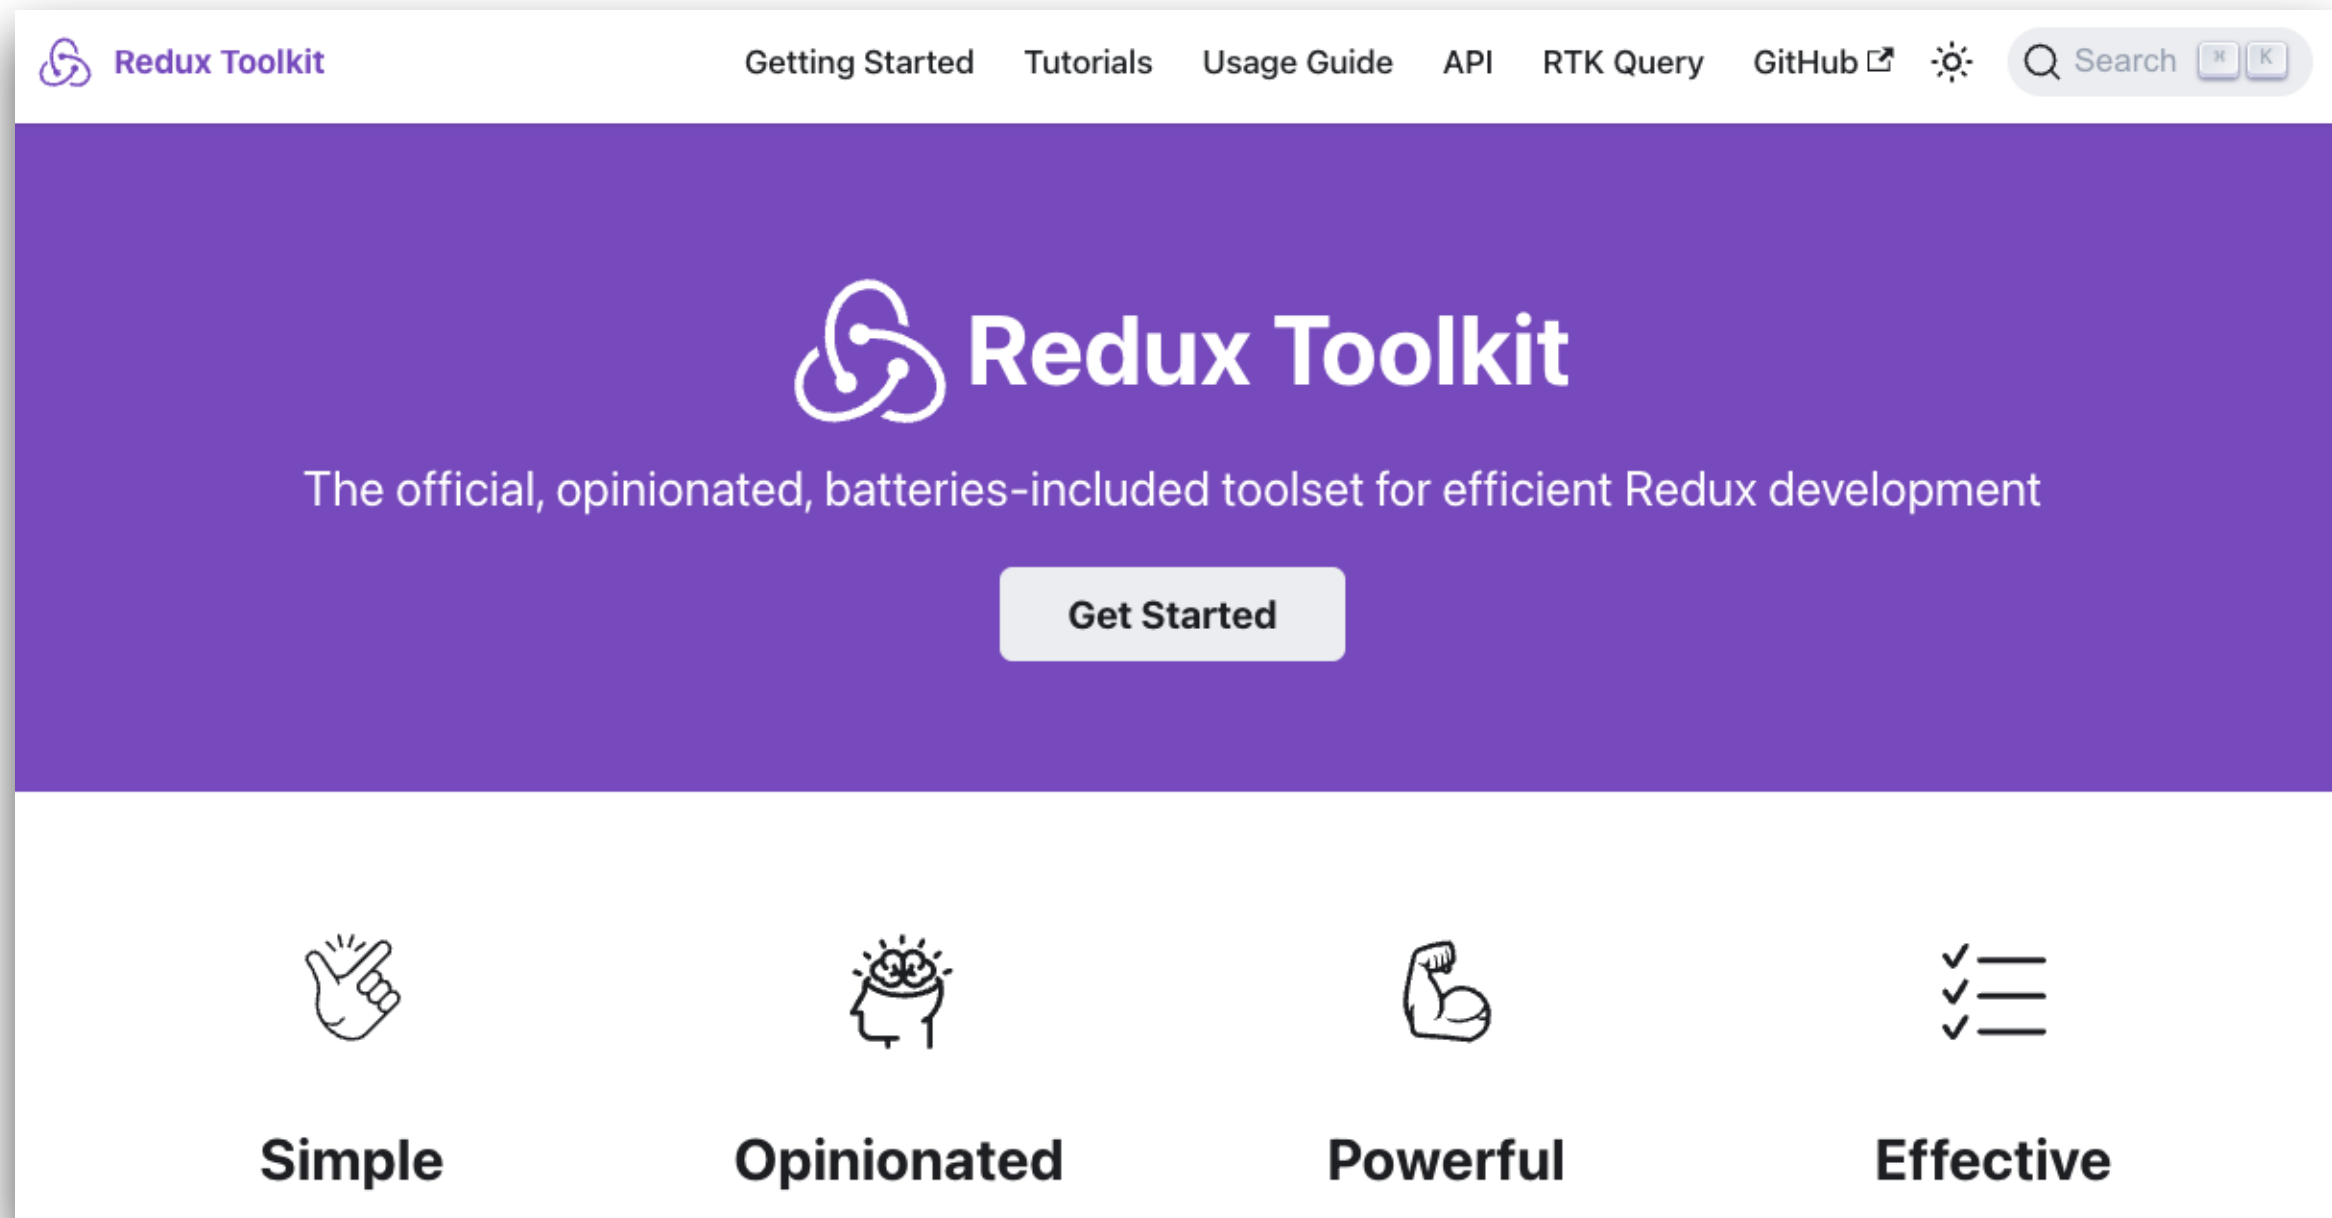 Redux Toolkit Getting Started Tutorials Usage Guide API RTK Query GitHub Search ⌘ K
Redux Toolkit
The official, opinionated, batteries-included toolset for efficient Redux development
Get Started
Simple Opinionated Powerful Effective